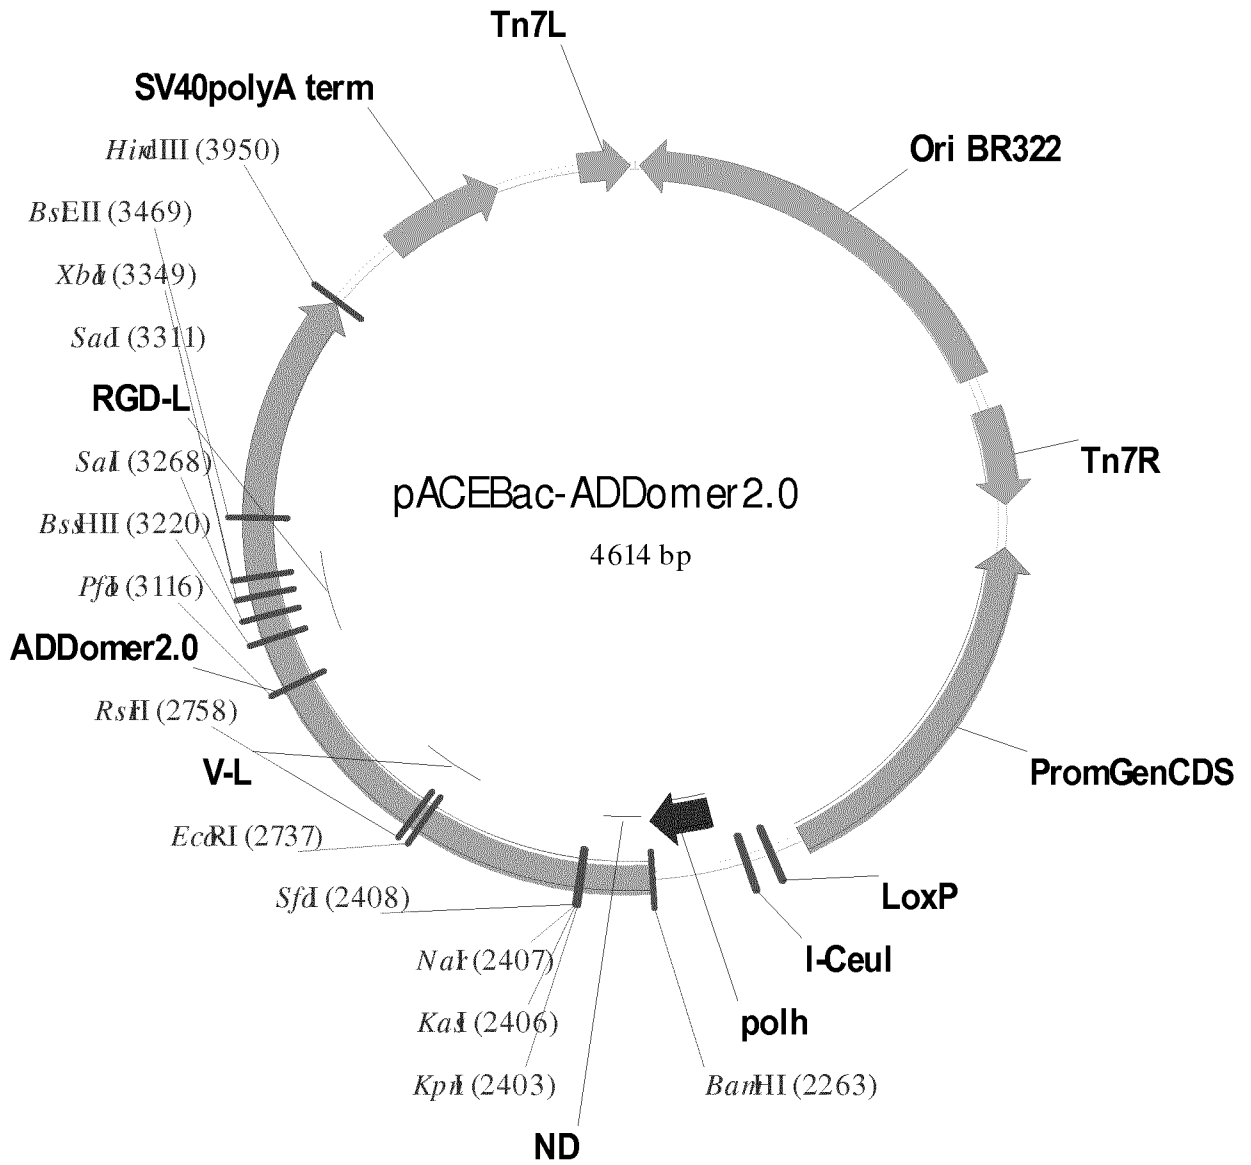 Tn7L
SV40polyA term
HindIII (3950)
Ori BR322
BstEII (3469)
XbaI (3349)
SacI (3311)
RGD-L
SalI (3268)
Tn7R
pACEBac-ADDomer2.0
BssHII (3220)
4614 bp
PfoI (3116)
ADDomer2.0
RsrII (2758)
V-L
PromGenCDS
EcoRI (2737)
SfoI (2408)
LoxP
NarI (2407)
I-CeuI
KasI (2406)
polh
KpnI (2403)
BamHI (2263)
ND